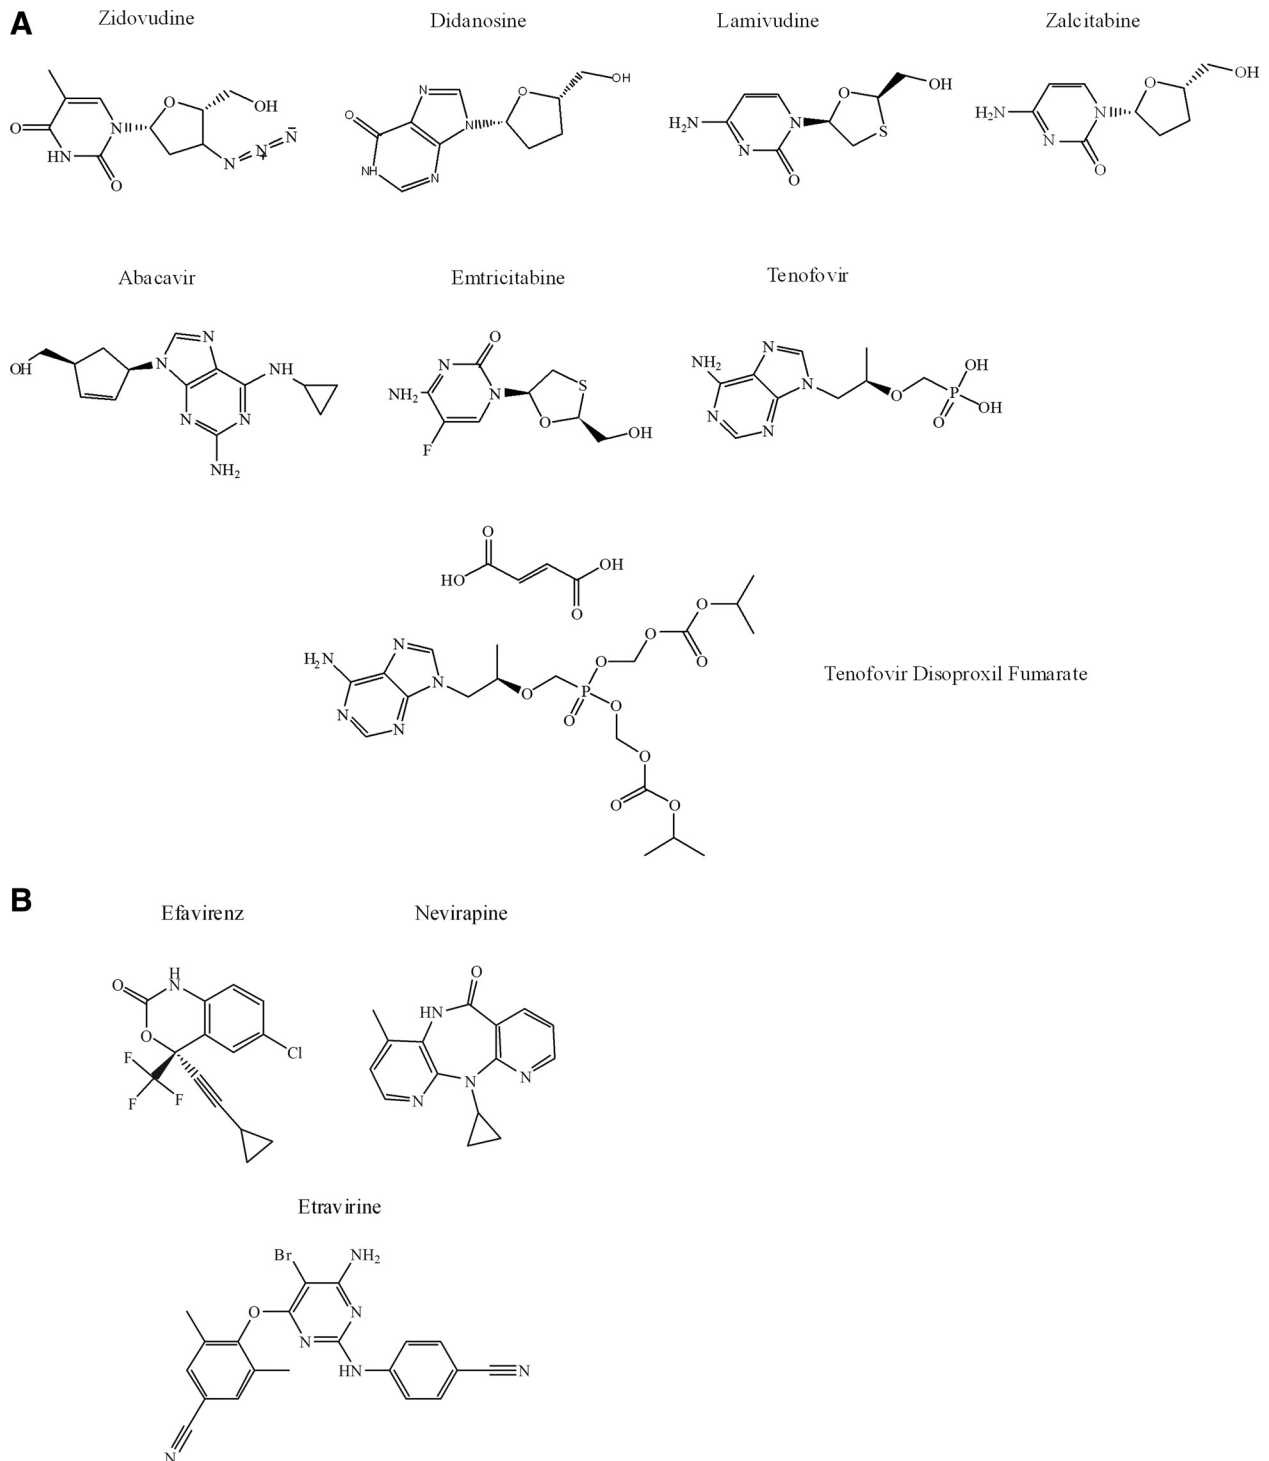 A
Zidovudine
Didanosine
Lamivudine
Zalcitabine
O
HN
O
N
O
OH
N
N
+
N
−
O
NH
N
N
N
O
OH
H₂N
N
O
N
O
S
OH
H₂N
N
O
N
O
OH
Abacavir
Emtricitabine
Tenofovir
OH
N
N
N
N
NH
NH₂
O
N
NH₂
N
F
S
O
OH
NH₂
N
N
N
N
O
P
O
OH
OH
O
HO
OH
O
H₂N
N
N
N
N
O
P
O
O
O
O
O
O
O
O
O
Tenofovir Disoproxil Fumarate
B
Efavirenz
Nevirapine
H
N
O
O
F
F
F
Cl
O
HN
N
N
N
Etravirine
Br
NH₂
O
N
N
HN
N
N